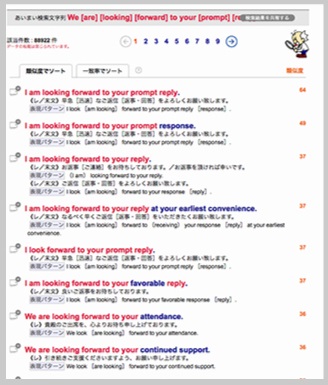 あいまい検索文字列 We [are] [looking] [forward] to your [prompt]
該当件数: 88922 件
1 2 3 4 5 6 7 8 9
類似度でソート 一致率でソート 類似度
I am looking forward to your prompt reply. 64
《レ／ノ文》早急［迅速］なご返信［返事・回答］をよろしくお願い致します。
表現パターン I look [am looking] forward to your prompt reply [response] .
I am looking forward to your prompt response. 49
《レ／ノ文》早急［迅速］なご返信［返事・回答］をよろしくお願い致します。
表現パターン I look [am looking] forward to your prompt reply [response] .
I am looking forward to your reply. 37
《レ／ノ文》お返事［ご連絡］をお待ちしております。／お返事を頂ければ幸いです。
表現パターン (I am) looking forward to your reply.
《レ／ノ文》ご返信［返事・回答］をよろしくお願い致します。
表現パターン I look [am looking] forward to your reply [response] .
I am looking forward to your reply at your earliest convenience. 37
《レ／ノ文》なるべく早くご返信［返事・回答］をいただきたくお願い致します。
表現パターン I look [am looking] forward to (receiving) your response [reply] at your earliest
convenience.
I look forward to your prompt reply. 37
《レ／ノ文》早急［迅速］なご返信［返事・回答］をよろしくお願い致します。
表現パターン I look [am looking] forward to your prompt reply [response] .
I am looking forward to your favorable reply. 37
《レ／ノ文》良いご返事をお待ちしております。
表現パターン I look [am looking] forward to your favorable response [reply] .
We are looking forward to your attendance. 36
《レ》貴殿のご出席を、心よりお待ち申し上げております。
表現パターン We look [are looking] forward to your attendance.
We are looking forward to your continued support. 36
《レ》引き続きご支援くださいますよう、お願い申し上げます。
表現パターン We look [are looking] forward to your continued support.